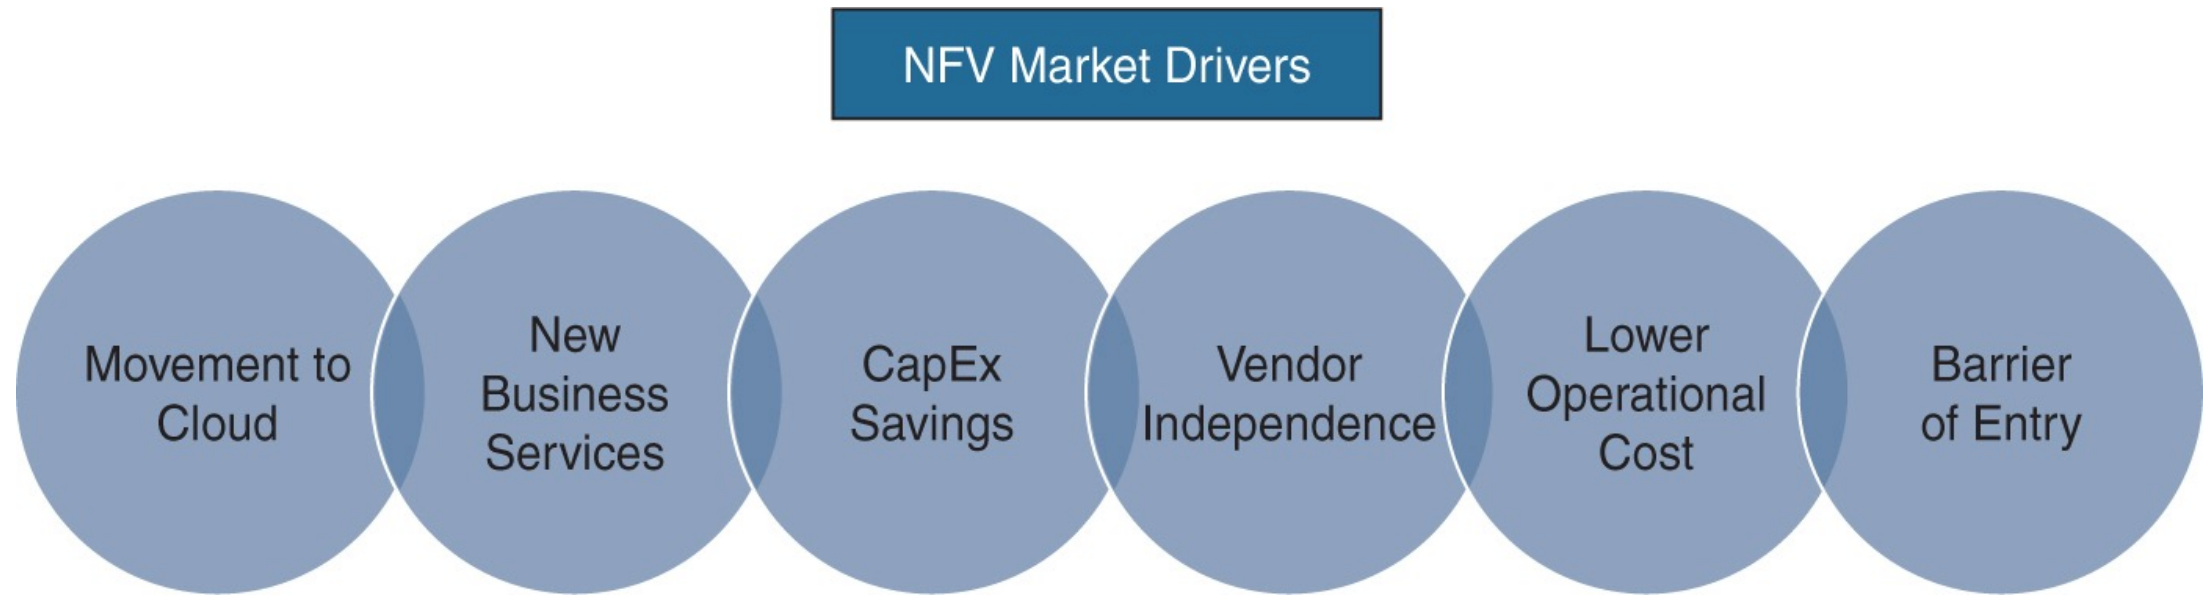 NFV Market Drivers
Movement to
Cloud
New
Business
Services
CapEx
Savings
Vendor
Independence
Lower
Operational
Cost
Barrier
of Entry